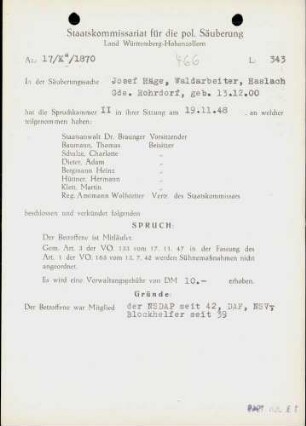 Staatskommissariat für die pol. Säuberung
Land Württemberg-Hohenzollern
Az.: 17/K/1870 466 L: 343
In der Säuberungssache Josef Häge, Waldarbeiter, Haslach
Gde. Rohrdorf, geb. 13.12.00
hat die Spruchkammer II in ihrer Sitzung am 19.11.48 , an welcher
teilgenommen haben:
Staatsanwalt Dr. Vorsitzender
Baumann, Thomas Beisitzer
Schulze, Charlotte "
Dieter, Adam "
Bergmann Heinz "
Hüttner, Hermann "
Klett, Martin "
Reg.Amtmann Wolfsstter Vertr. des Staatskommissars
beschlossen und verkündet folgenden
SPRUCH:
Der Betroffene ist Mitläufer.
Gem. Art. 3 der VO. 133 vom 17. 11. 47 in der Fassung des
Art. 1 der VO. 165 vom 13. 7. 48 werden Sühnemaßnahmen nicht
angeordnet.
Es wird eine Verwaltungsgebühr von DM 10.- erhoben.
Gründe:
Der Betroffene war Mitglied der NSDAP seit 42, DAF, NSV,
Blockhelfer seit 39